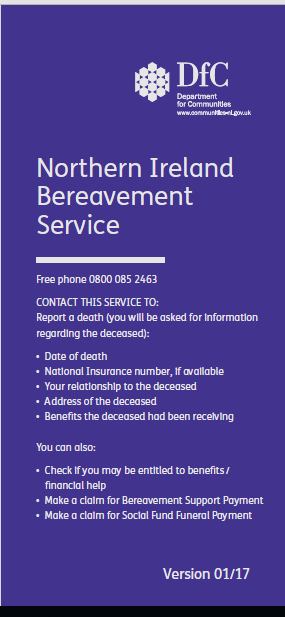 DfC
Department
for Communities
www.communities-ni.gov.uk
Northern Ireland
Bereavement
Service
Free phone 0800 085 2463
CONTACT THIS SERVICE TO:
Report a death (you will be asked for information
regarding the deceased):
• Date of death
• National Insurance number, if available
• Your relationship to the deceased
• Address of the deceased
• Benefits the deceased had been receiving
You can also:
• Check if you may be entitled to benefits/
financial help
• Make a claim for Bereavement Support Payment
• Make a claim for Social Fund Funeral Payment
Version 01/17